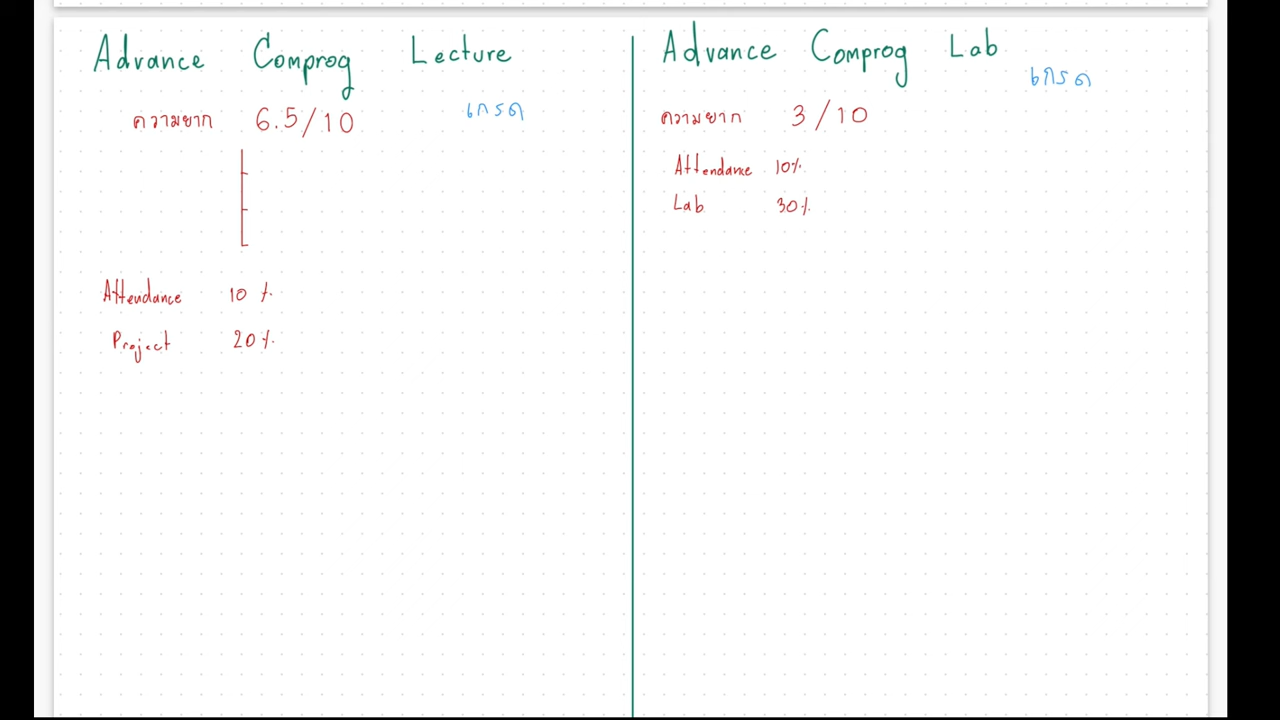 Advance Comprog Lecture
เกรด
ความยาก 6.5/10
Attendance 10 %
Project 20 %
Advance Comprog Lab
เกรด
ความยาก 3/10
Attendance 10%
Lab 30%